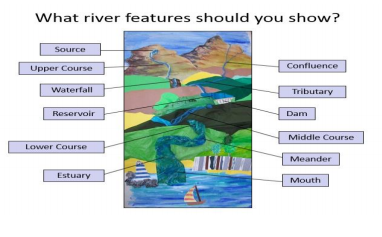 What river features should you show?
Source
Upper Course
Waterfall
Reservoir
Lower Course
Estuary
Confluence
Tributary
Dam
Middle Course
Meander
Mouth